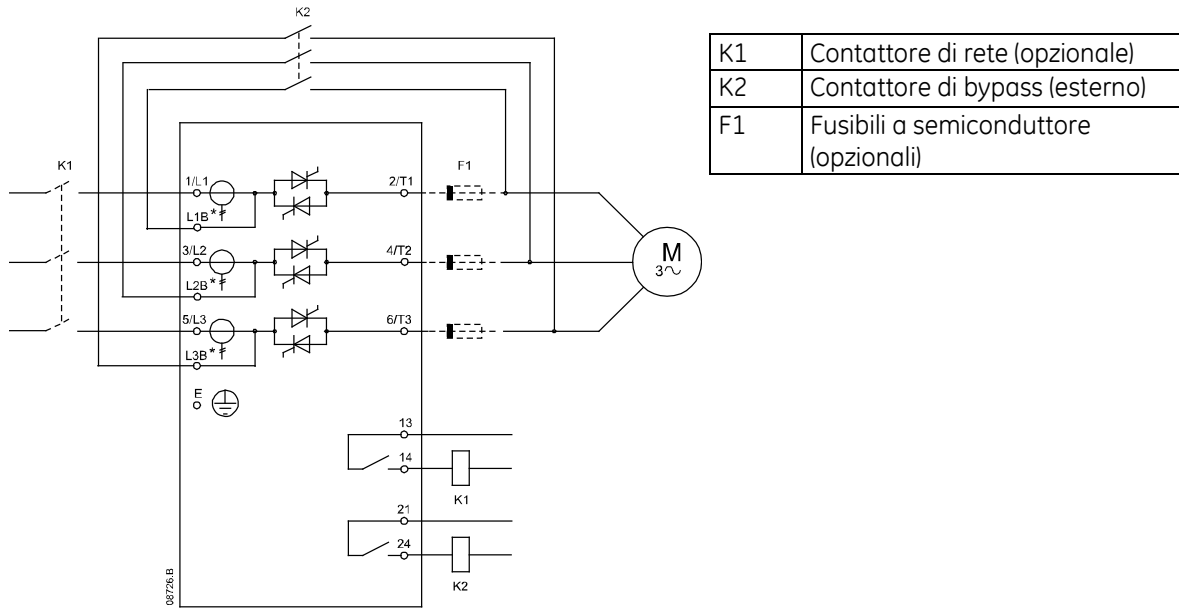 K2
K1 Contattore di rete (opzionale)
K2 Contattore di bypass (esterno)
F1 Fusibili a semiconduttore
(opzionali)
K1
1/L1
2/T1
F1
L1B *
3/L2
4/T2
M
3~
L2B *
5/L3
6/T3
L3B *
E
13
14
K1
21
24
K2
08726.B